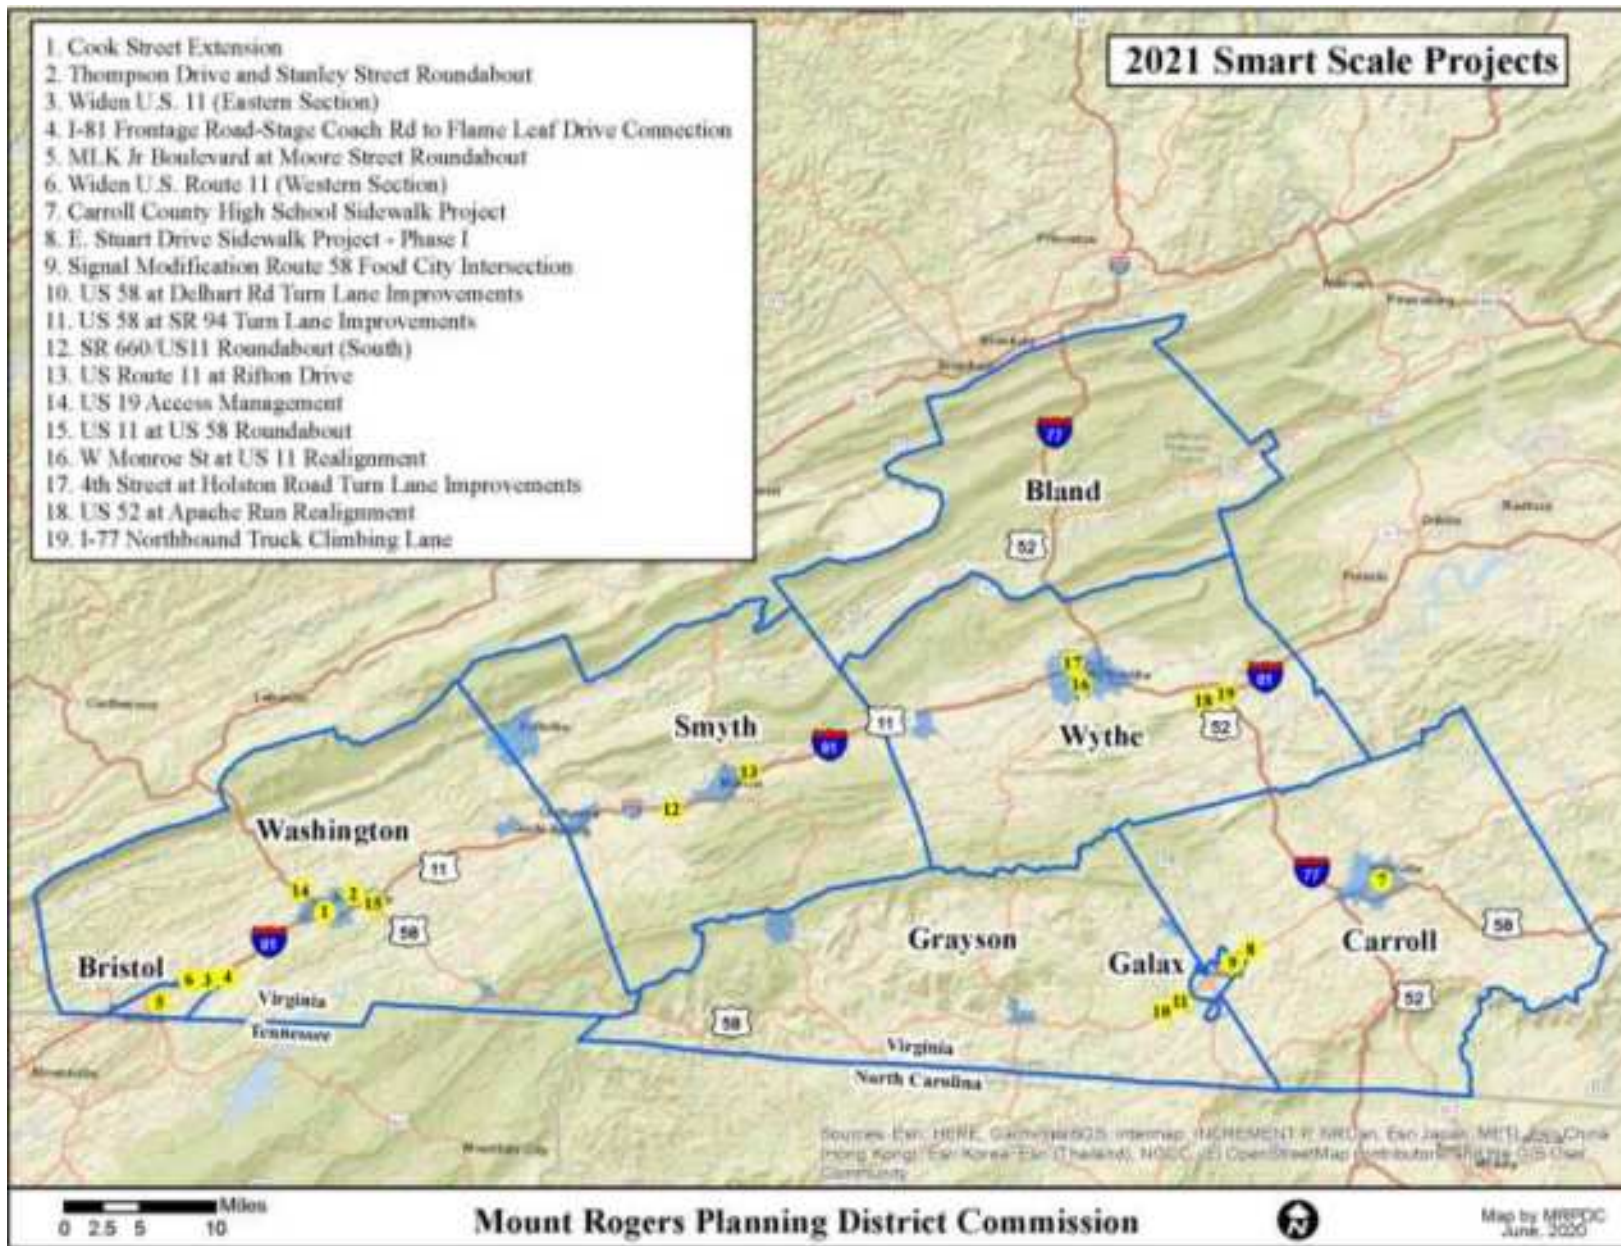 1. Cook Street Extension
2. Thompson Drive and Stanley Street Roundabout
3. Widen U.S. 11 (Eastern Section)
4. I-81 Frontage Road-Stage Coach Rd to Flame Leaf Drive Connection
5. MLK Jr Boulevard at Moore Street Roundabout
6. Widen U.S. Route 11 (Western Section)
7. Carroll County High School Sidewalk Project
8. E. Stuart Drive Sidewalk Project - Phase I
9. Signal Modification Route 58 Food City Intersection
10. US 58 at Delhart Rd Turn Lane Improvements
11. US 58 at SR 94 Turn Lane Improvements
12. SR 660/US11 Roundabout (South)
13. US Route 11 at Rifton Drive
14. US 19 Access Management
15. US 11 at US 58 Roundabout
16. W Monroe St at US 11 Realignment
17. 4th Street at Holston Road Turn Lane Improvements
18. US 52 at Apache Run Realignment
19. I-77 Northbound Truck Climbing Lane
2021 Smart Scale Projects
Princeton
77
Bland
52
17
16
18 19
81
52
Wythe
11
Smyth
81
13
12
Washington
11
14
1
2
15
58
81
Bristol
6 3 4
5
Virginia
Tennessee
Grayson
Galax
77
7
Carroll
58
8
9
10 11
52
58
Virginia
North Carolina
Mountain City
Community
Miles
0 2.5 5 10
Mount Rogers Planning District Commission
N
Map by MRPDC
June, 2020